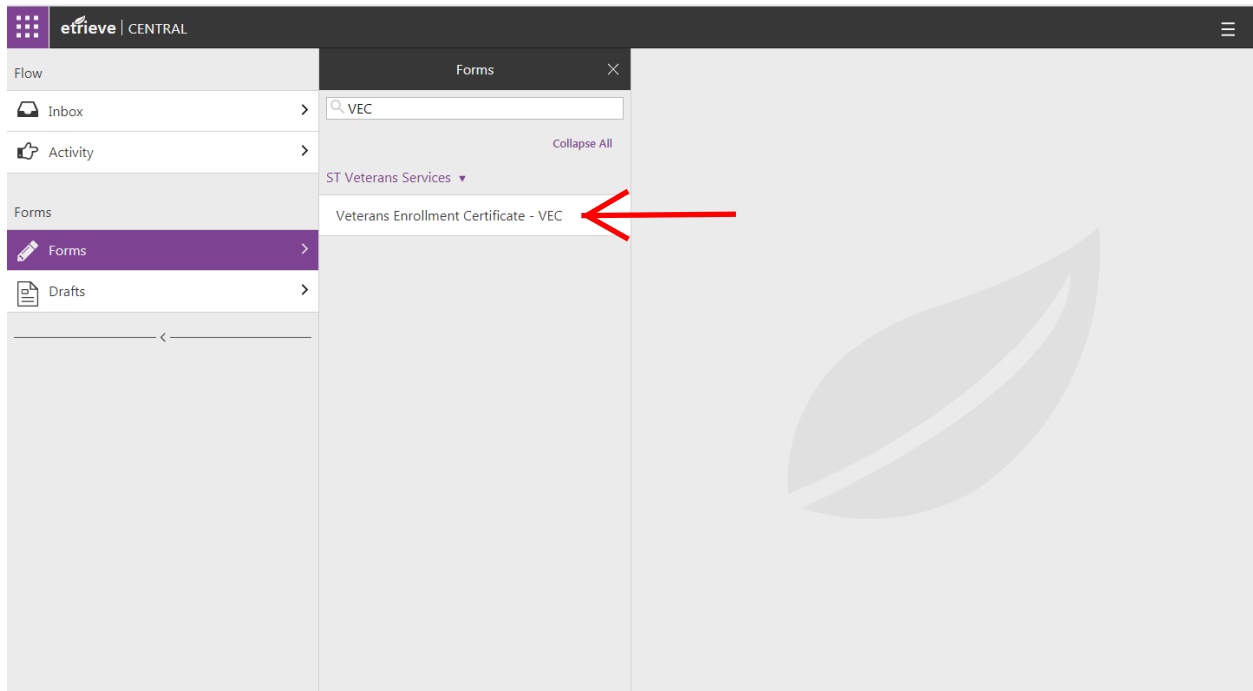 etrieve | CENTRAL
Flow
Inbox
Activity
Forms
Forms
Drafts
Forms
VEC
Collapse All
ST Veterans Services
Veterans Enrollment Certificate - VEC